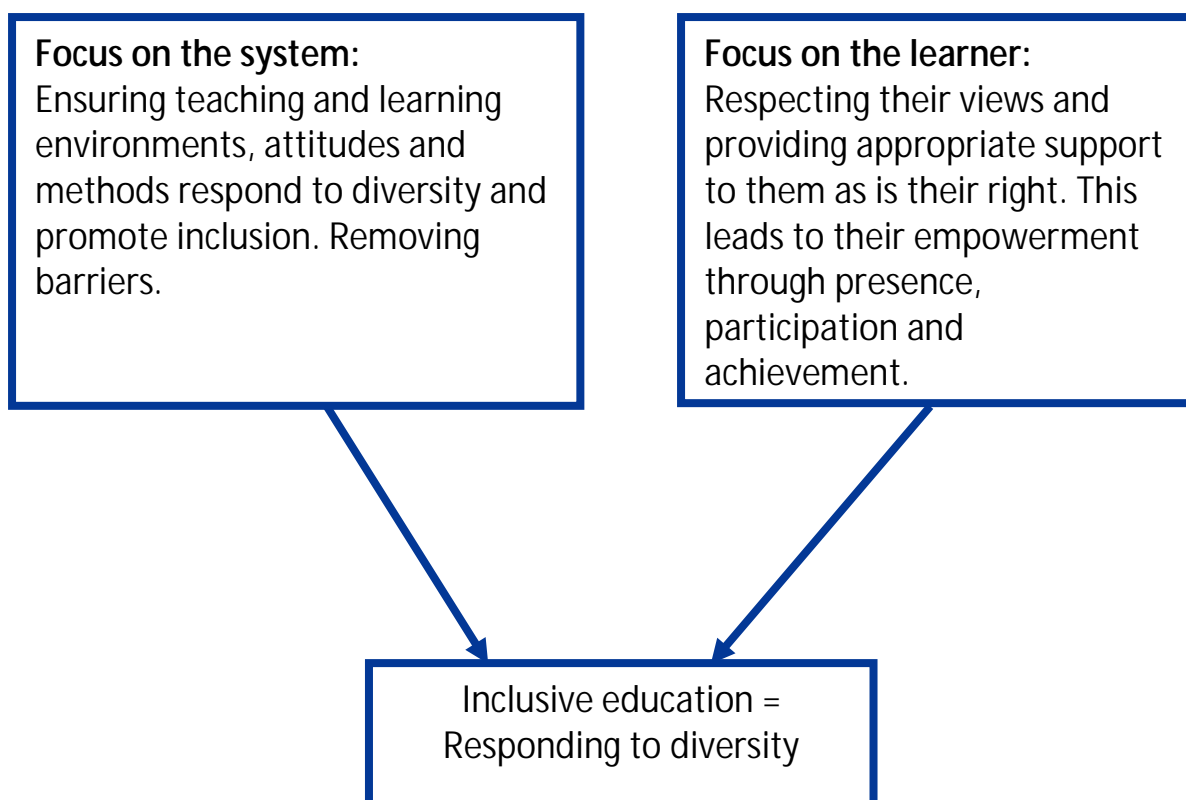 Focus on the system:
Ensuring teaching and learning
environments, attitudes and
methods respond to diversity and
promote inclusion. Removing
barriers.
Focus on the learner:
Respecting their views and
providing appropriate support
to them as is their right. This
leads to their empowerment
through presence,
participation and
achievement.
Inclusive education =
Responding to diversity